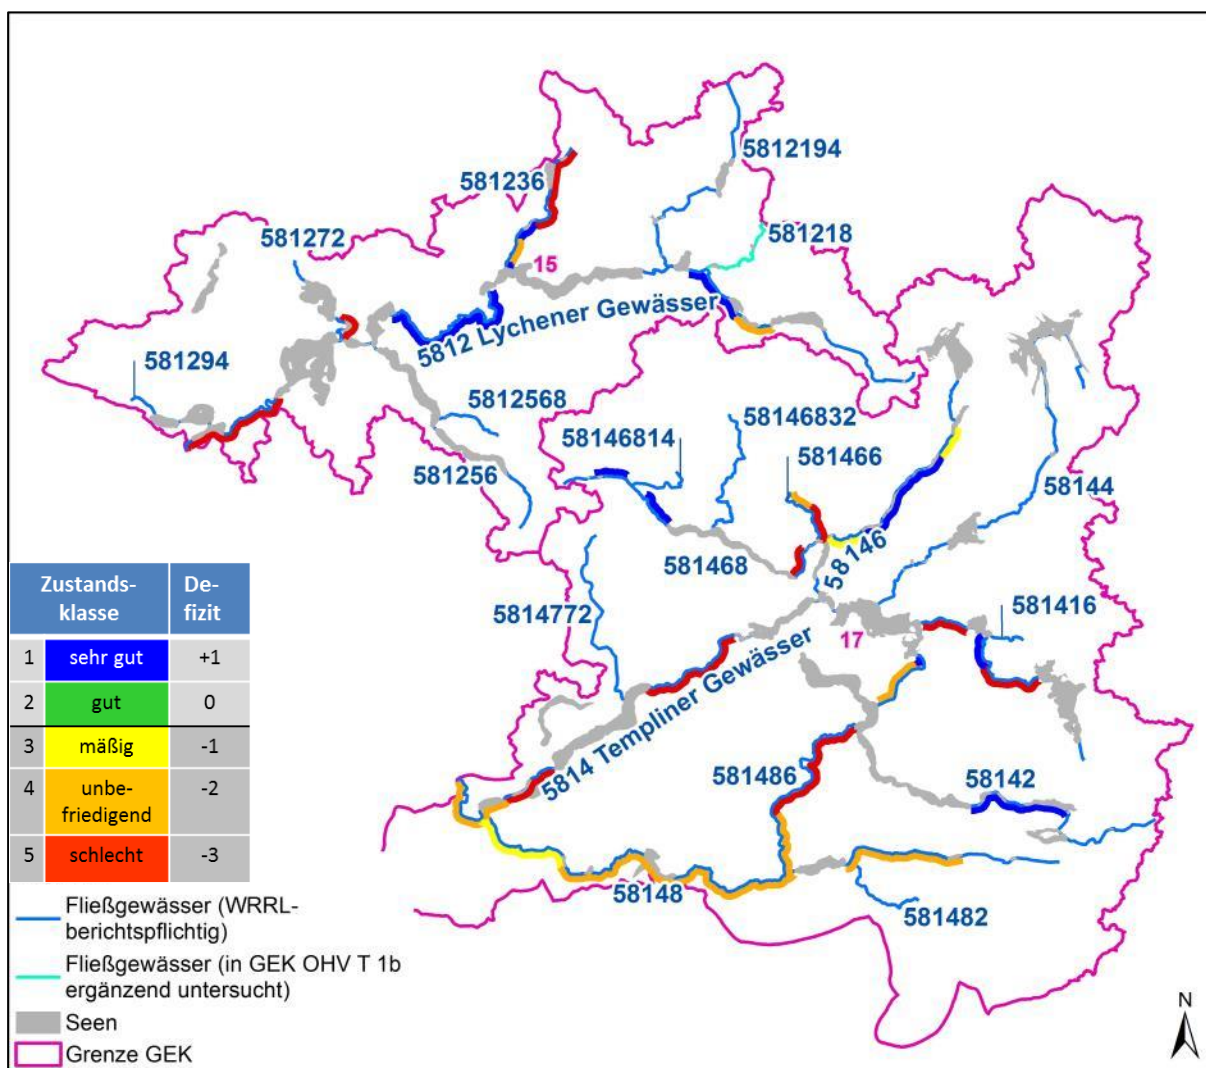 5812194
581236
581218
581272
15
5812 Lychener Gewässer
581294
5812568
58146832
58146814
581466
581256
58144
581468
58146
5814772
581416
17
5814 Templiner Gewässer
581486
58142
58148
581482
Zustands-
klasse
De-
fizit
1 sehr gut +1
2 gut 0
3 mäßig -1
4 unbe-
friedigend -2
5 schlecht -3
Fließgewässer (WRRL-
berichtspflichtig)
Fließgewässer (in GEK OHV T 1b
ergänzend untersucht)
Seen
Grenze GEK
N